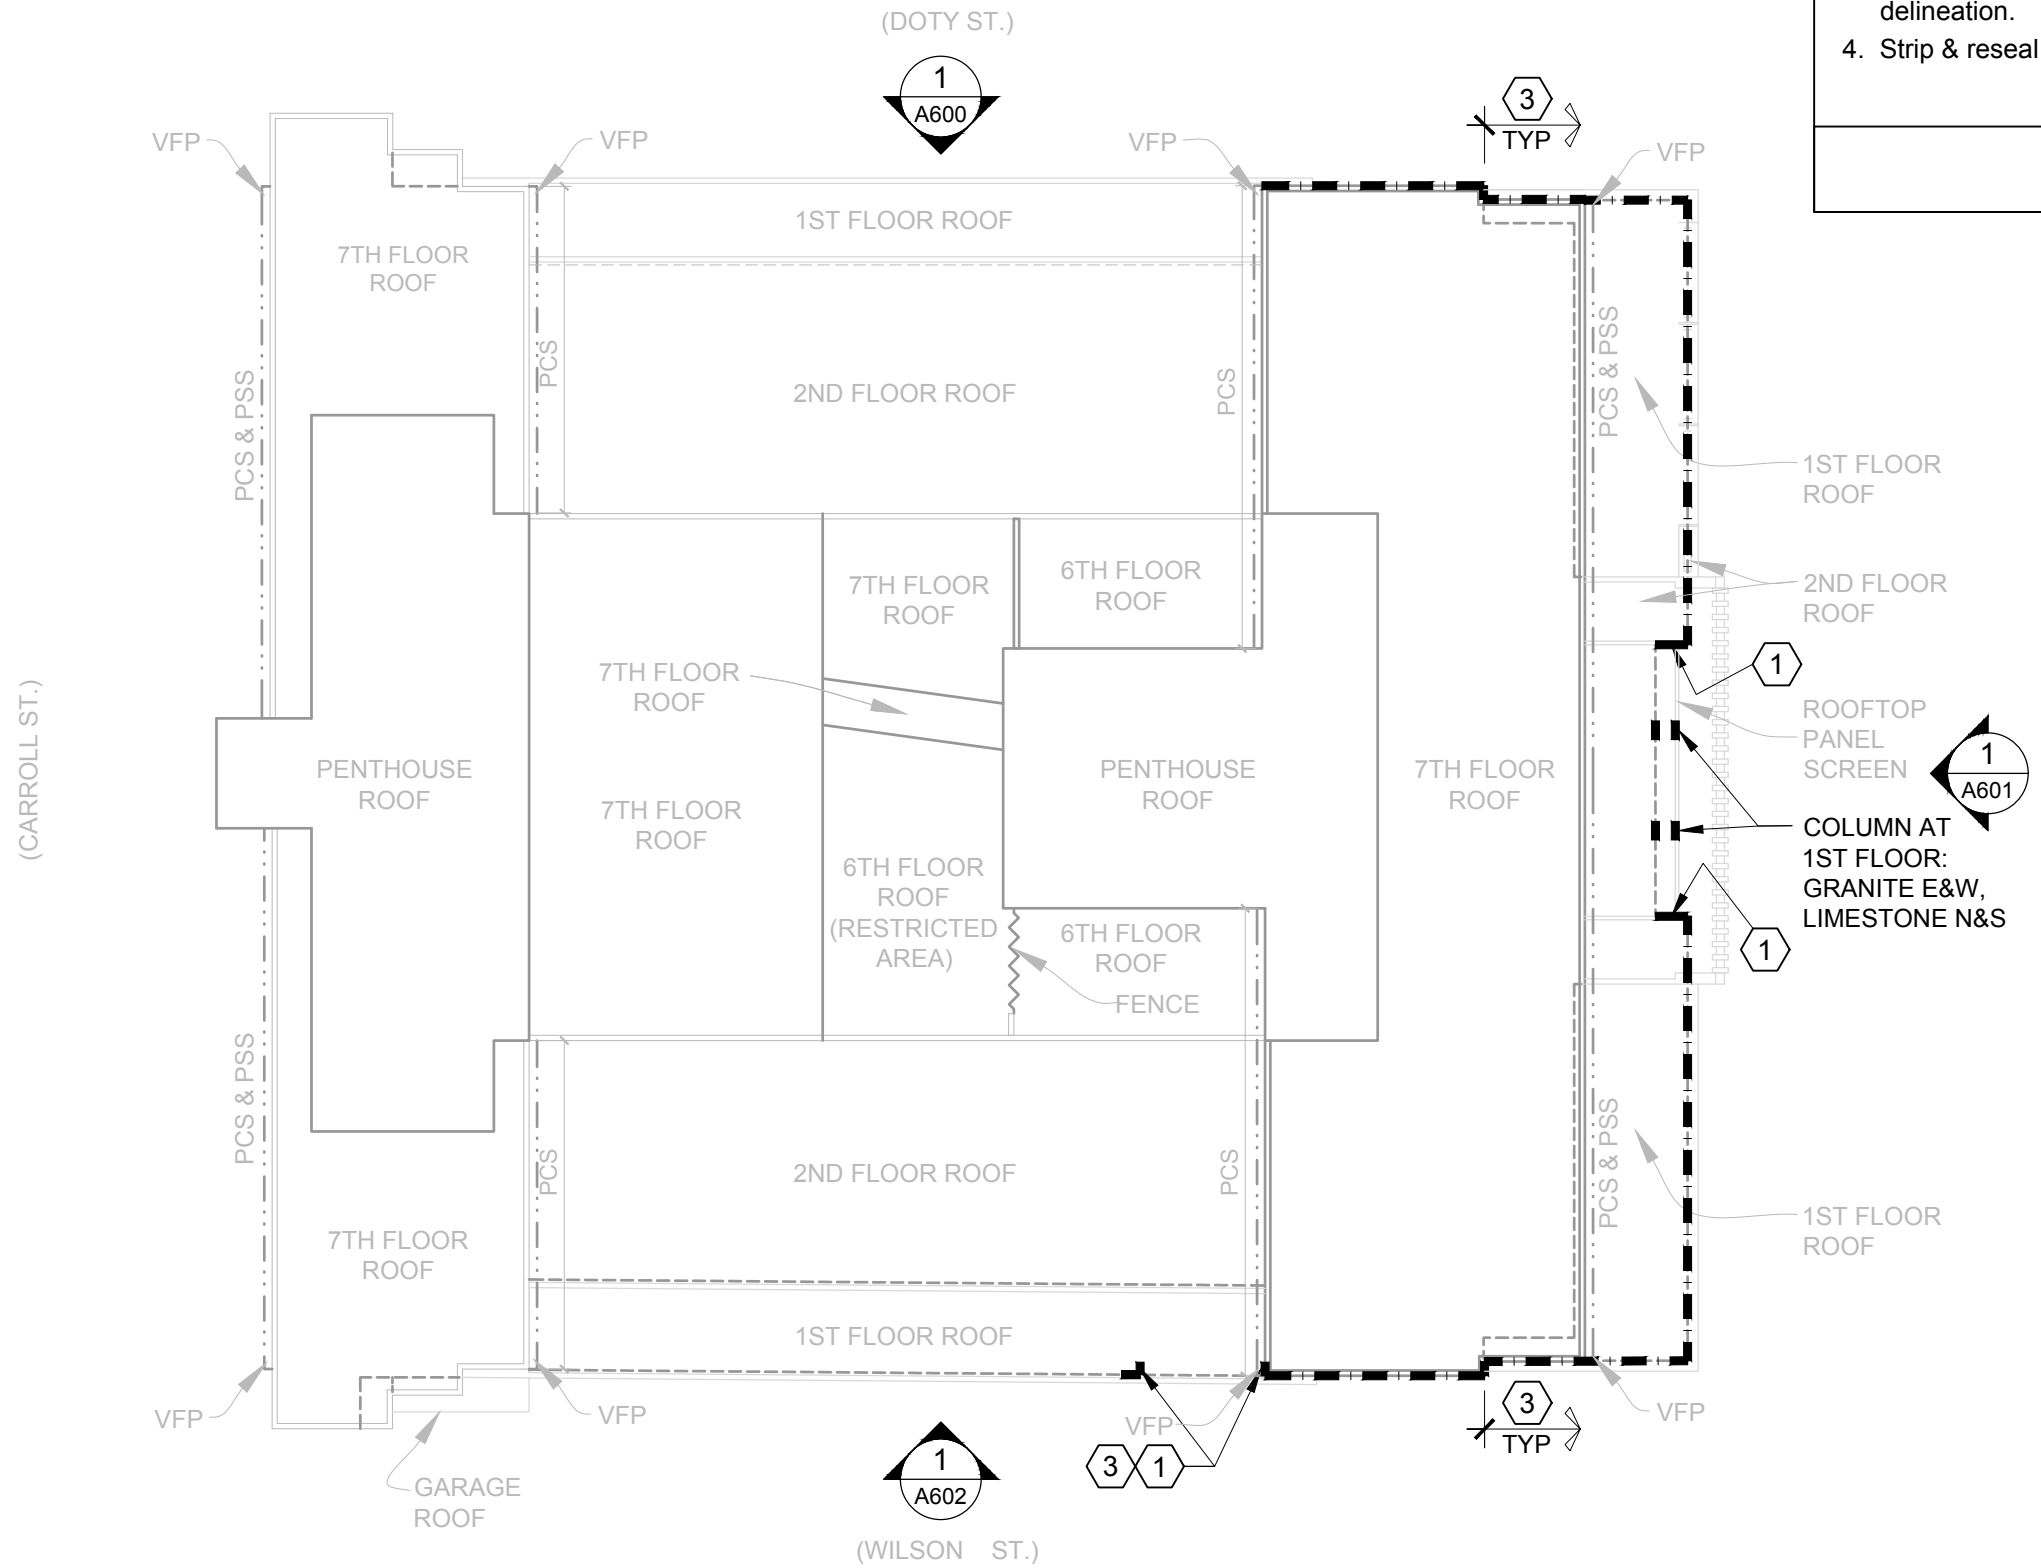 (DOTY ST.)
delineation.
4. Strip & reseal
1
A600
3
TYP
VFP
VFP
VFP
VFP
1ST FLOOR ROOF
7TH FLOOR
ROOF
PCS & PSS
PCS
2ND FLOOR ROOF
PCS
PCS & PSS
1ST FLOOR
ROOF
7TH FLOOR
ROOF
6TH FLOOR
ROOF
2ND FLOOR
ROOF
7TH FLOOR
ROOF
1
(CARROLL ST.)
ROOFTOP
PANEL
SCREEN
1
A601
PENTHOUSE
ROOF
7TH FLOOR
ROOF
PENTHOUSE
ROOF
7TH FLOOR
ROOF
COLUMN AT
1ST FLOOR:
GRANITE E&W,
LIMESTONE N&S
6TH FLOOR
ROOF
(RESTRICTED
AREA)
6TH FLOOR
ROOF
1
FENCE
PCS & PSS
PCS
2ND FLOOR ROOF
PCS
PCS & PSS
1ST FLOOR
ROOF
7TH FLOOR
ROOF
1ST FLOOR ROOF
VFP
VFP
VFP
VFP
3
TYP
3
1
1
A602
GARAGE
ROOF
(WILSON ST.)